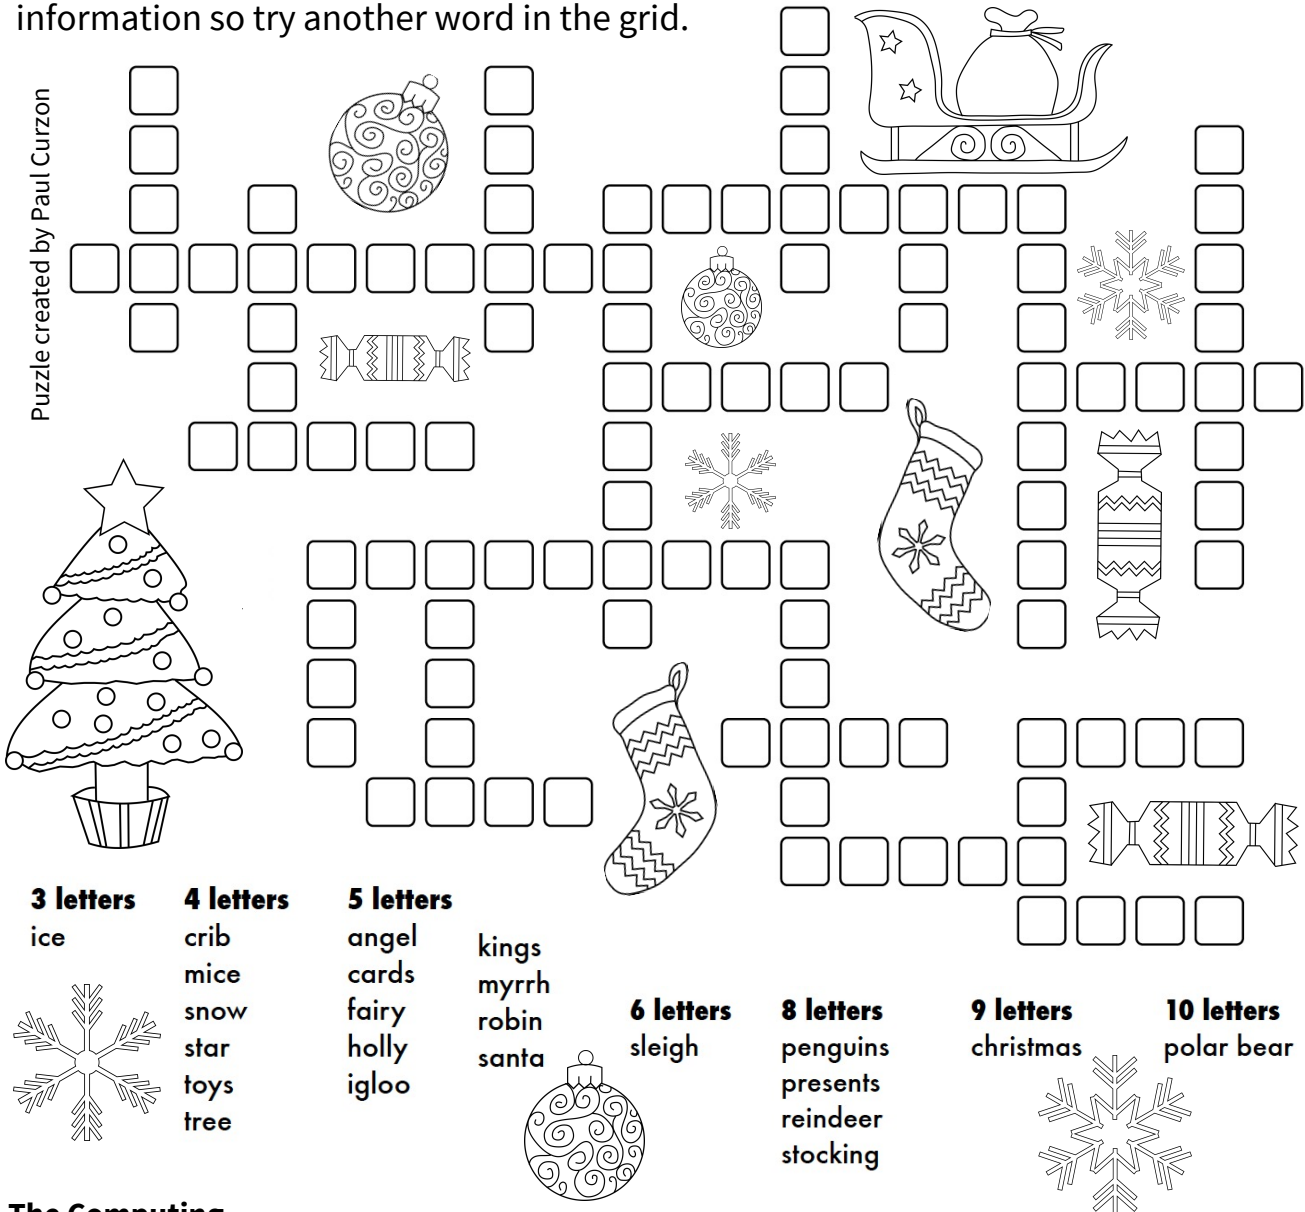 information so try another word in the grid.
Puzzle created by Paul Curzon
3 letters
ice
4 letters
crib
mice
snow
star
toys
tree
5 letters
angel
cards
fairy
holly
igloo
kings
myrrh
robin
santa
6 letters
sleigh
8 letters
penguins
presents
reindeer
stocking
9 letters
christmas
10 letters
polar bear
The Computing